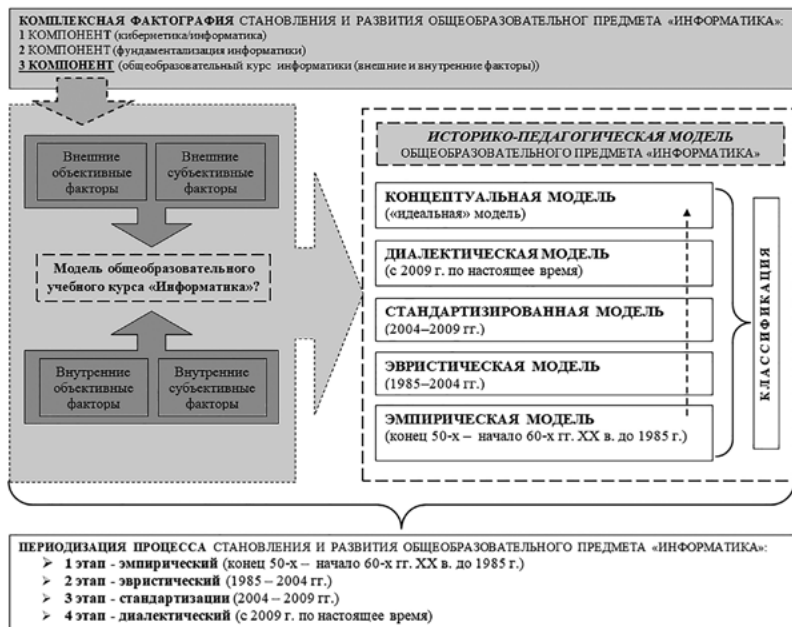 КОМПЛЕКСНАЯ ФАКТОГРАФИЯ СТАНОВЛЕНИЯ И РАЗВИТИЯ ОБЩЕОБРАЗОВАТЕЛЬНОГ ПРЕДМЕТА «ИНФОРМАТИКА»:
1 КОМПОНЕНТ (кибернетика/информатика)
2 КОМПОНЕНТ (фундаментализация информатики)
3 КОМПОНЕНТ (общеобразовательный курс информатики (внешние и внутренние факторы))
Внешние
объективные
факторы
Внешние
субъективные
факторы
Модель общеобразовательного
учебного курса «Информатика»?
Внутренние
объективные
факторы
Внутренние
субъективные
факторы
ИСТОРИКО-ПЕДАГОГИЧЕСКАЯ МОДЕЛЬ
ОБЩЕОБРАЗОВАТЕЛЬНОГО ПРЕДМЕТА «ИНФОРМАТИКА»
КОНЦЕПТУАЛЬНАЯ МОДЕЛЬ
(«идеальная» модель)
ДИАЛЕКТИЧЕСКАЯ МОДЕЛЬ
(с 2009 г. по настоящее время)
СТАНДАРТИЗИРОВАННАЯ МОДЕЛЬ
(2004–2009 гг.)
ЭВРИСТИЧЕСКАЯ МОДЕЛЬ
(1985–2004 гг.)
ЭМПИРИЧЕСКАЯ МОДЕЛЬ
(конец 50-х – начало 60-х гг. XX в. до 1985 г.)
КЛАССИФИКАЦИЯ
ПЕРИОДИЗАЦИЯ ПРОЦЕССА СТАНОВЛЕНИЯ И РАЗВИТИЯ ОБЩЕОБРАЗОВАТЕЛЬНОГО ПРЕДМЕТА «ИНФОРМАТИКА»:
➢ 1 этап - эмпирический (конец 50-х – начало 60-х гг. XX в. до 1985 г.)
➢ 2 этап - эвристический (1985 – 2004 гг.)
➢ 3 этап - стандартизации (2004 – 2009 гг.)
➢ 4 этап - диалектический (с 2009 г. по настоящее время)